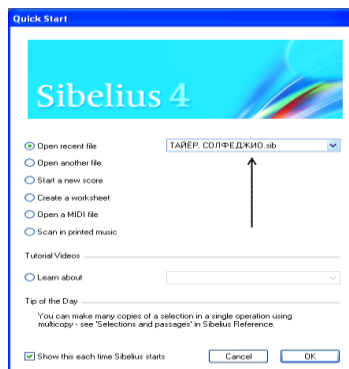 Quick Start
Sibelius 4
Open recent file
ТАЙЁР. СОЛФЕДЖИО.sib
Open another file
Start a new score
Create a worksheet
Open a MIDI file
Scan in printed music
Tutorial Videos
Learn about
Tip of the Day
You can make many copies of a selection in a single operation using
multicopy - see 'Selections and passages' in Sibelius Reference.
Show this each time Sibelius starts
Cancel
OK